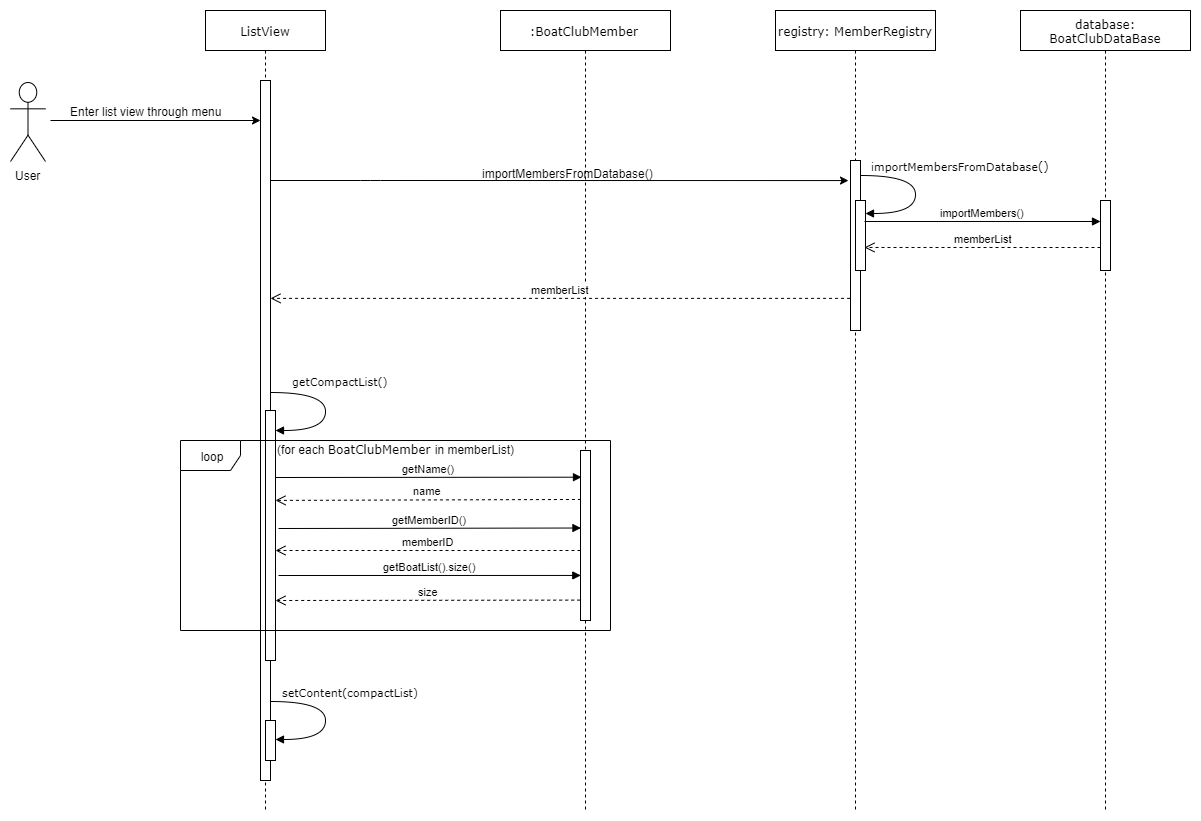 ListView
:BoatClubMember
registry: MemberRegistry
database:
BoatClubDataBase
Enter list view through menu
User
importMembersFromDatabase()
importMembersFromDatabase()
importMembers()
memberList
memberList
getCompactList()
loop
(for each BoatClubMember in memberList)
getName()
name
getMemberID()
memberID
getBoatList().size()
size
setContent(compactList)